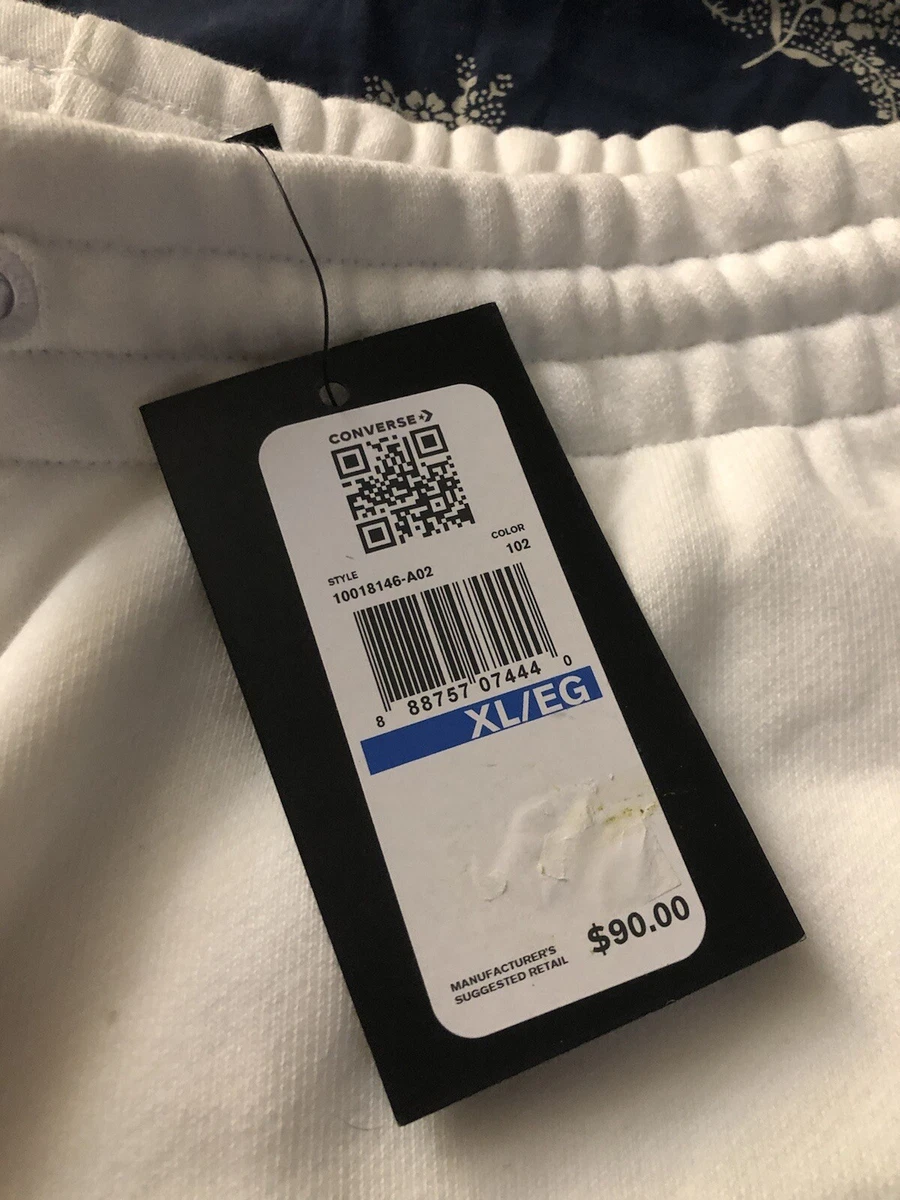 CONVERSE
COLOR
102
STYLE
10018146-A02
8 88757 07444 0
XL/EG
$90.00
MANUFACTURER'S
SUGGESTED RETAIL